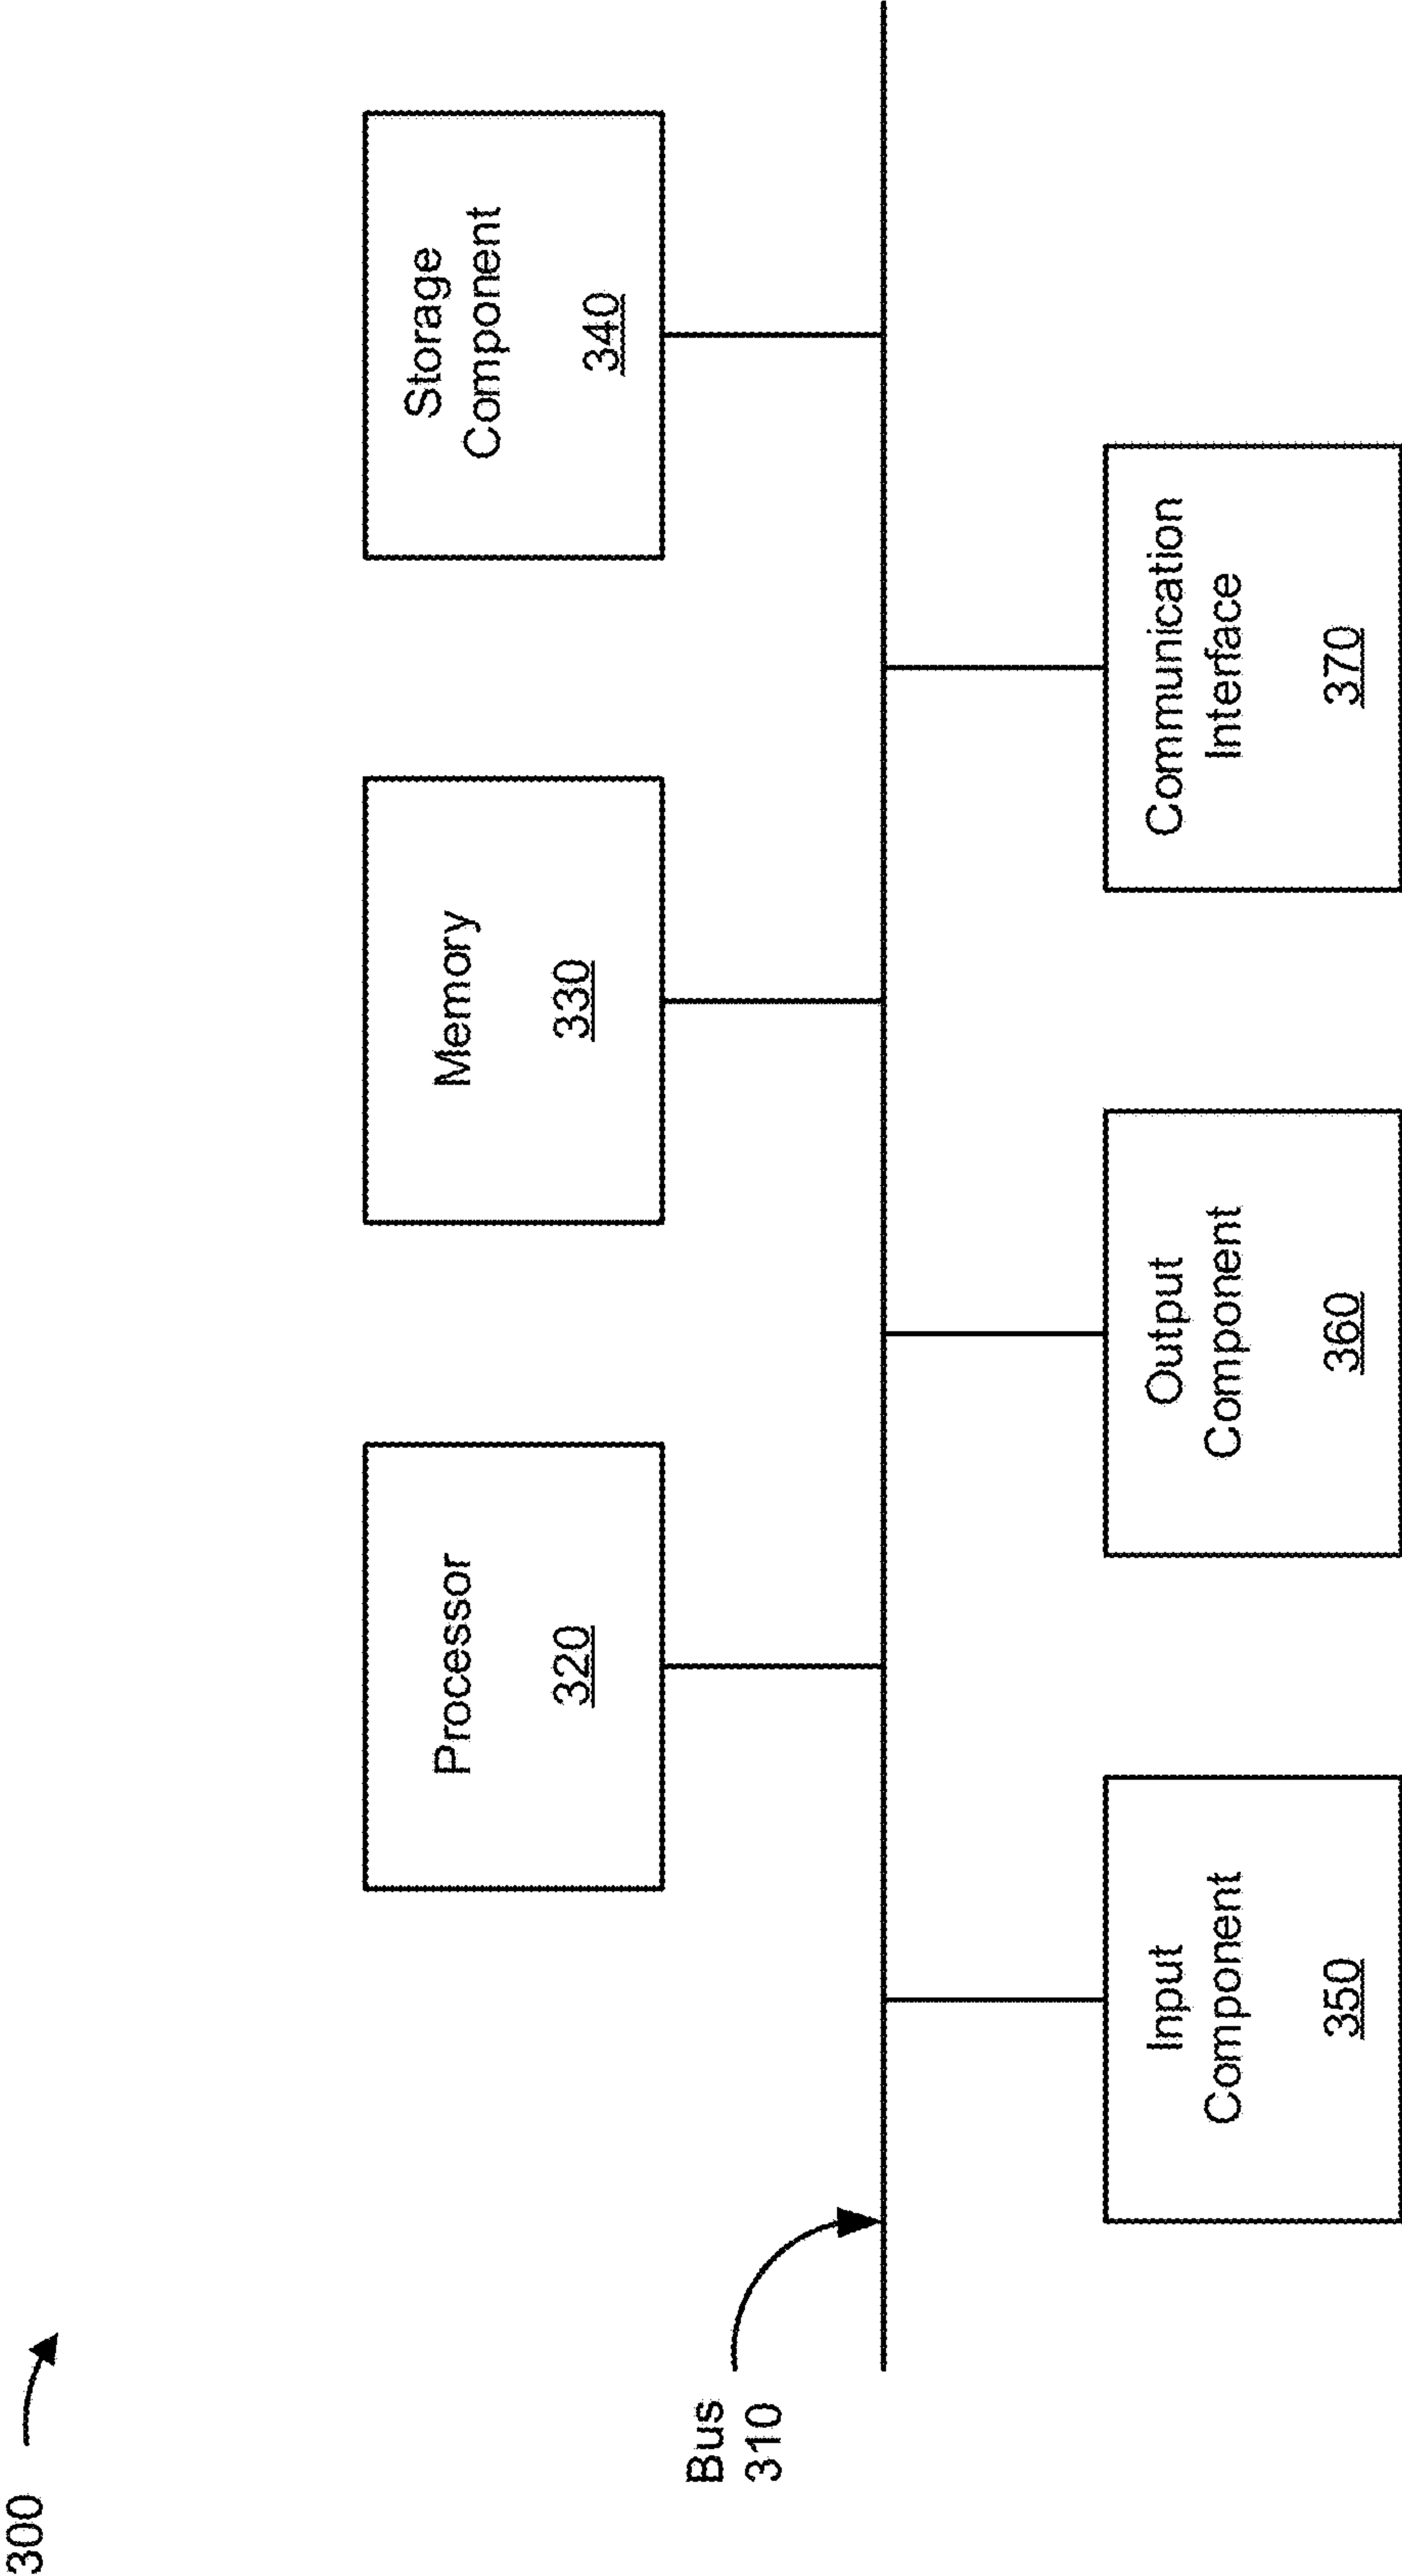 300
Bus
310
Processor
320
Memory
330
Storage
Component
340
Input
Component
350
Output
Component
360
Communication
Interface
370